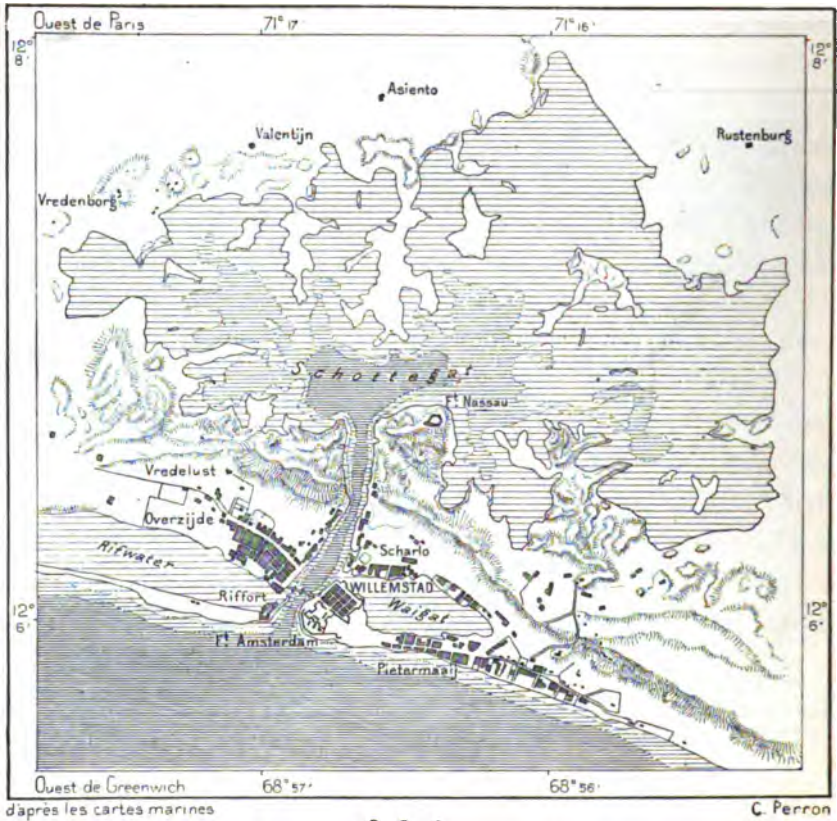 Ouest de Paris 71°17' 71°16'
12° 8' 12° 8'
Asiento
Valentijn Rustenburg
Vredenborg
Schottegat
Ft Nassau
Vredelust
Overzijde
Scharlo
Rifwater
WILLEMSTAD
Riffort Waigat
12° 6' 12° 6'
Ft Amsterdam
Pietermaaij
Ouest de Greenwich 68°57' 68°56'
d'après les cartes marines C. Perron